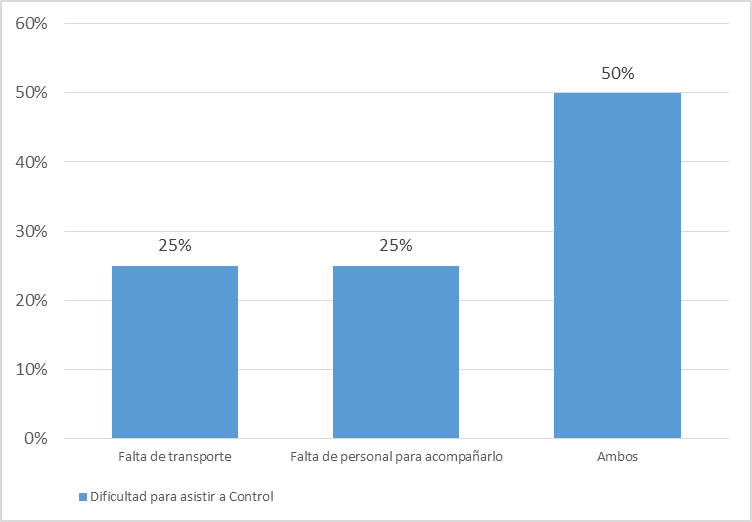 60%
50%
50%
40%
30%
25%
25%
20%
10%
0%
Falta de transporte
Falta de personal para acompañarlo
Ambos
Dificultad para asistir a Control